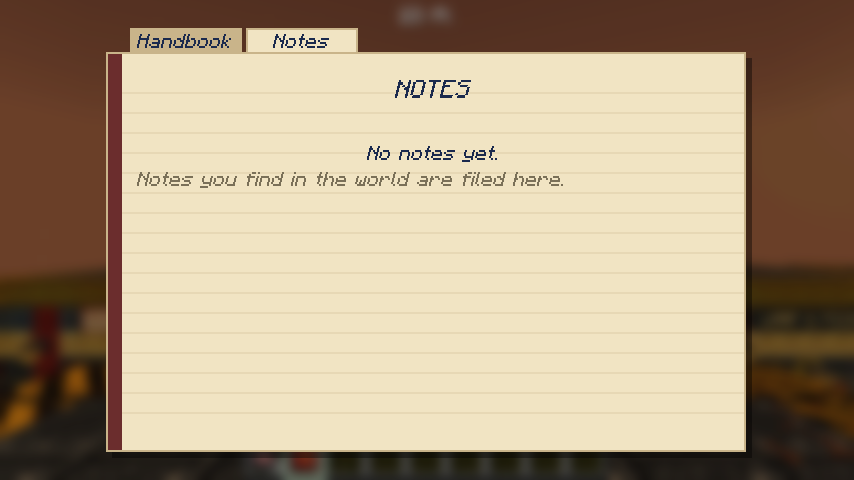 Handbook Notes
NOTES
No notes yet.
Notes you find in the world are filed here.